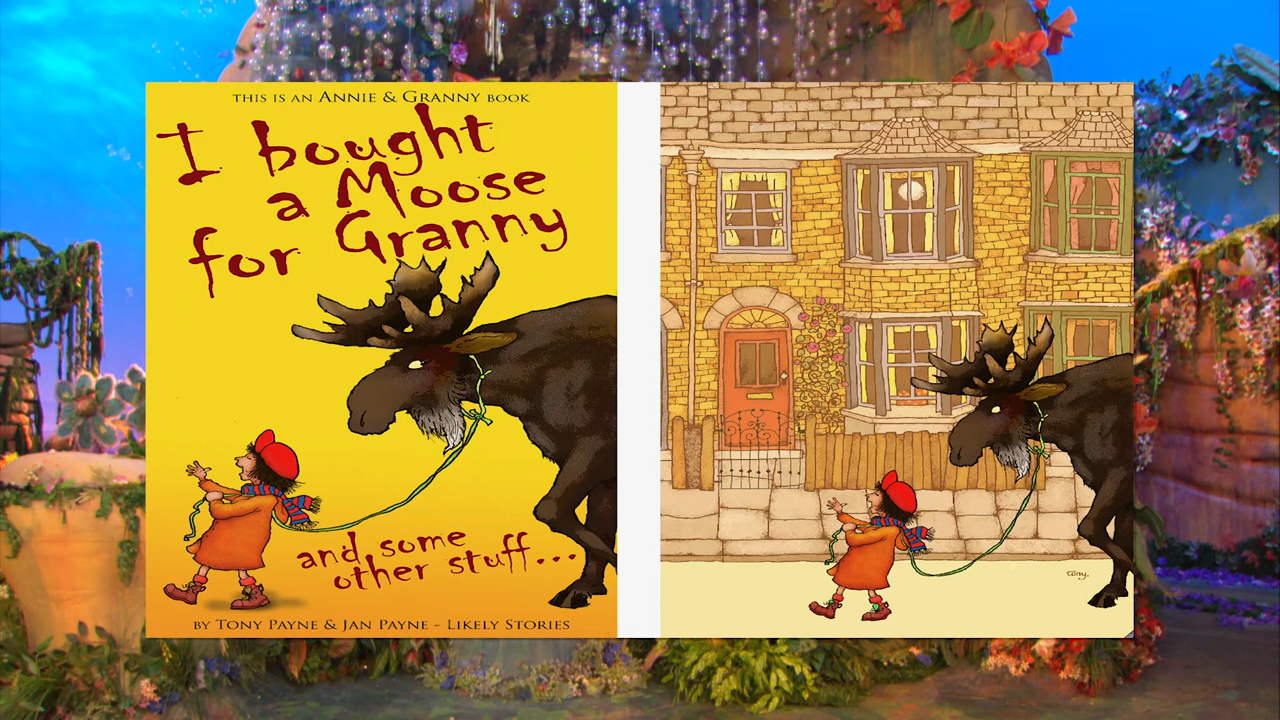 THIS IS AN ANNIE & GRANNY BOOK
I bought
a Moose
for Granny
and some
other stuff...
BY TONY PAYNE & JAN PAYNE - LIKELY STORIES
tony.